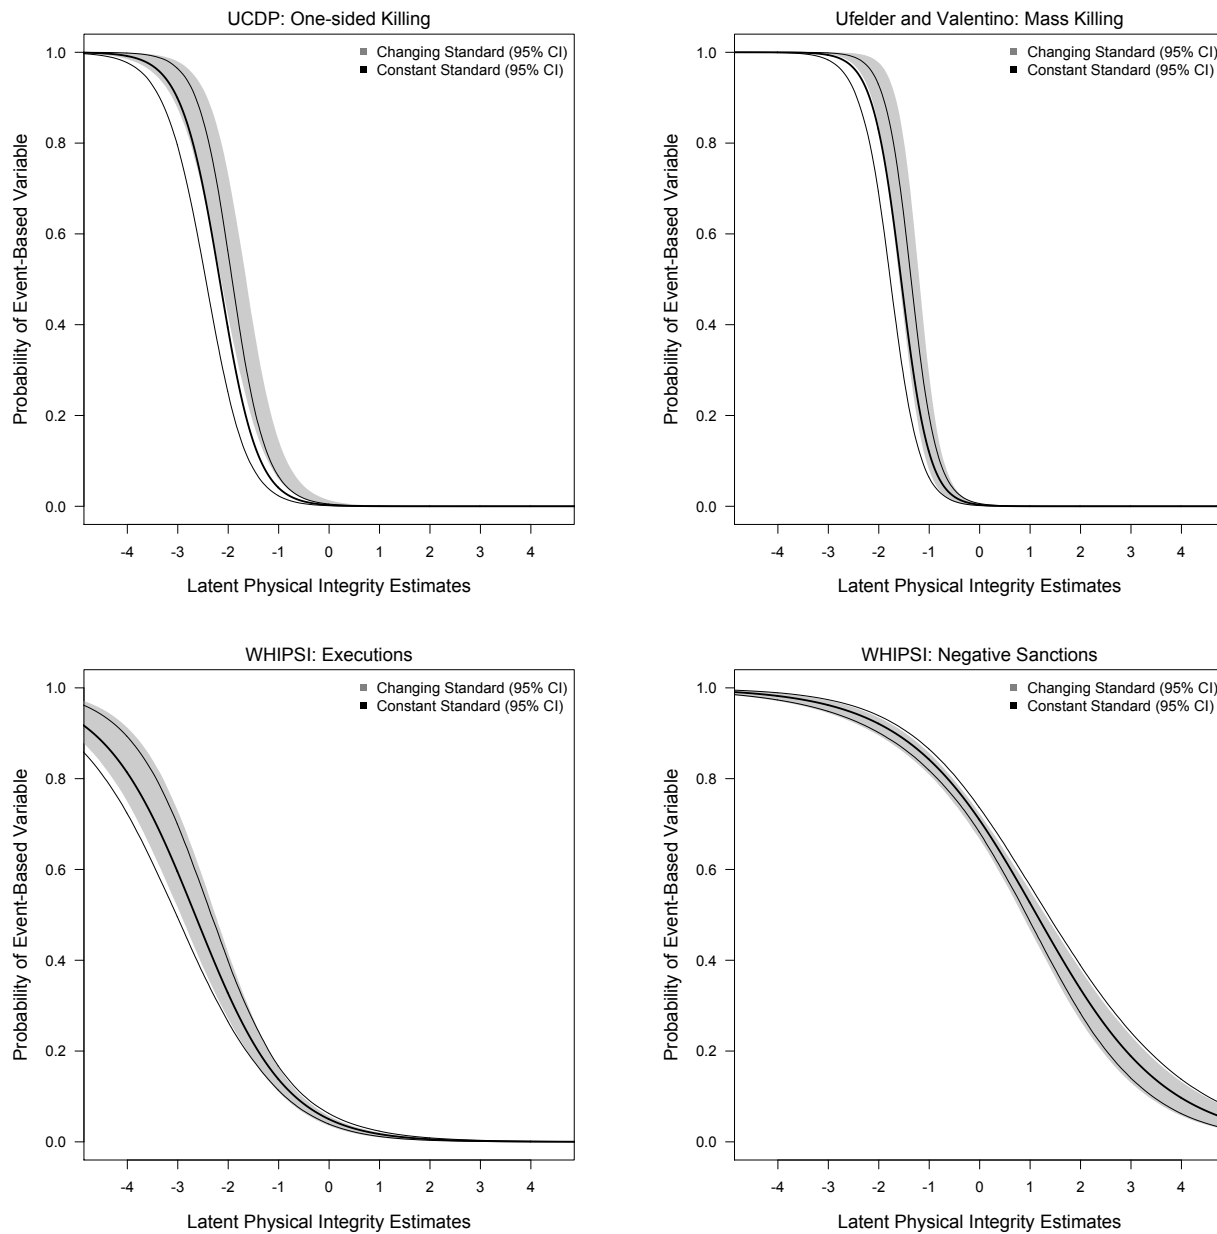 UCDP: One-sided Killing
Changing Standard (95% CI)
Constant Standard (95% CI)
Probability of Event-Based Variable
1.0
0.8
0.6
0.4
0.2
0.0
-4 -3 -2 -1 0 1 2 3 4
Latent Physical Integrity Estimates
Ufelder and Valentino: Mass Killing
Changing Standard (95% CI)
Constant Standard (95% CI)
Probability of Event-Based Variable
1.0
0.8
0.6
0.4
0.2
0.0
-4 -3 -2 -1 0 1 2 3 4
Latent Physical Integrity Estimates
WHIPSI: Executions
Changing Standard (95% CI)
Constant Standard (95% CI)
Probability of Event-Based Variable
1.0
0.8
0.6
0.4
0.2
0.0
-4 -3 -2 -1 0 1 2 3 4
Latent Physical Integrity Estimates
WHIPSI: Negative Sanctions
Changing Standard (95% CI)
Constant Standard (95% CI)
Probability of Event-Based Variable
1.0
0.8
0.6
0.4
0.2
0.0
-4 -3 -2 -1 0 1 2 3 4
Latent Physical Integrity Estimates